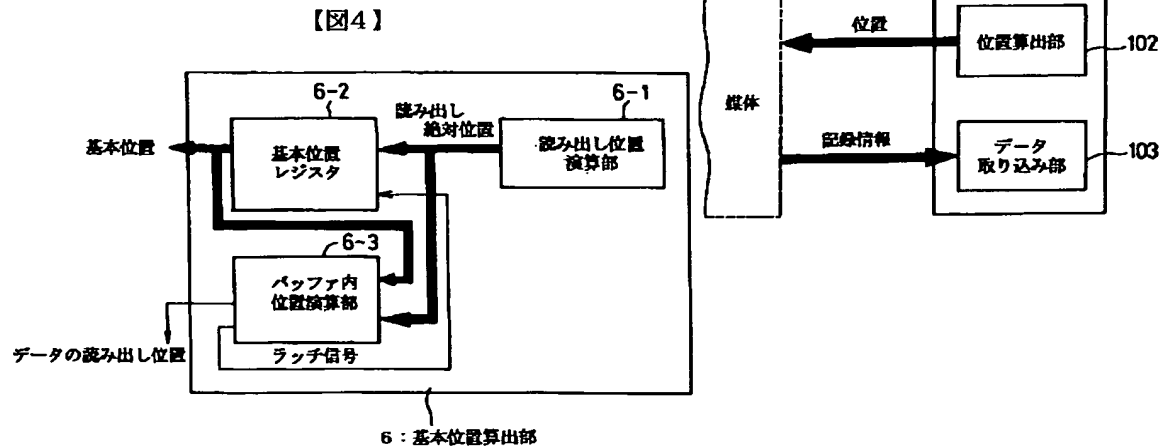 【図4】
6-2
基本位置
基本位置
レジスタ
読み出し
絶対位置
6-1
読み出し位置
演算部
6-3
バッファ内
位置演算部
データの読み出し位置
ラッチ信号
6：基本位置算出部
媒体
位置
位置算出部
102
記録情報
データ
取り込み部
103